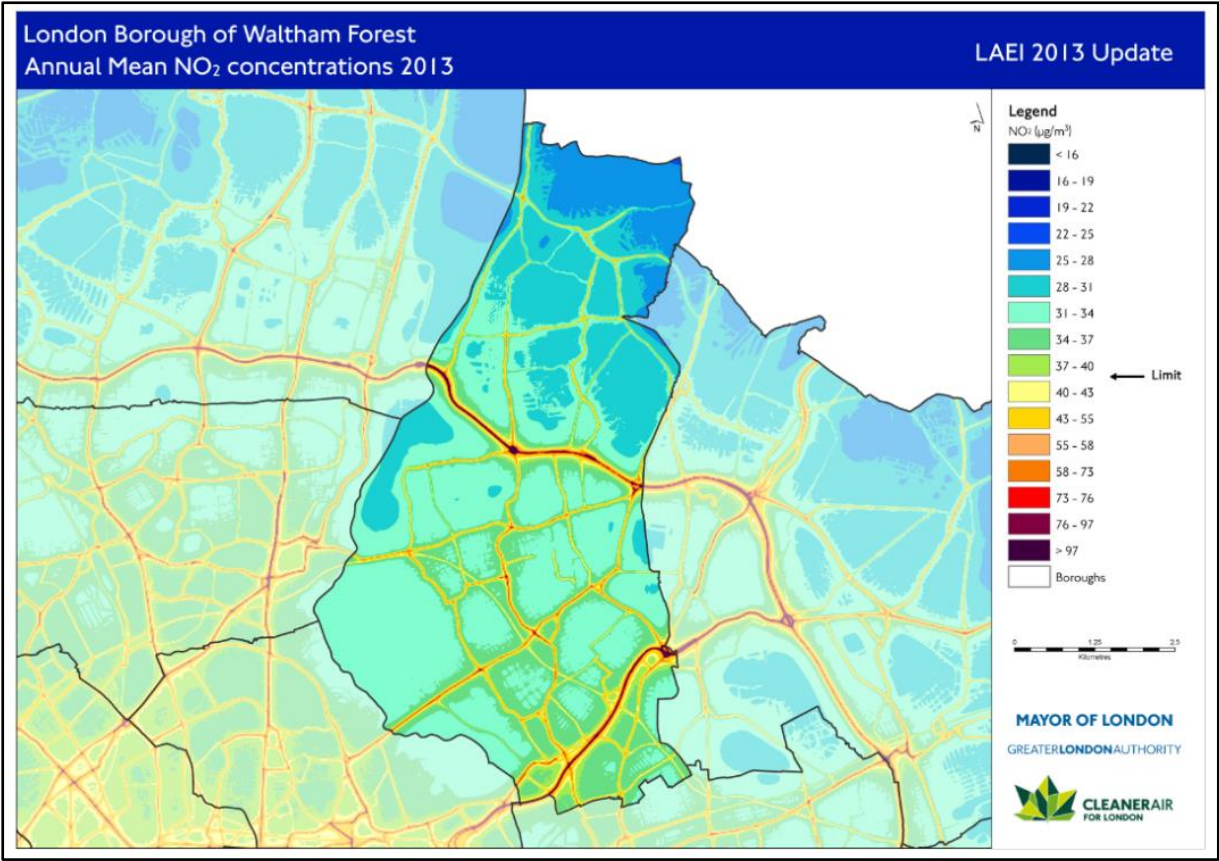 London Borough of Waltham Forest
Annual Mean NO₂ concentrations 2013
LAEI 2013 Update
N
Legend
NO₂ (µg/m³)
< 16
16 - 19
19 - 22
22 - 25
25 - 28
28 - 31
31 - 34
34 - 37
37 - 40
Limit
40 - 43
43 - 55
55 - 58
58 - 73
73 - 76
76 - 97
> 97
Boroughs
0 1.25 2.5
Kilometres
MAYOR OF LONDON
GREATERLONDONAUTHORITY
CLEANERAIR
FOR LONDON